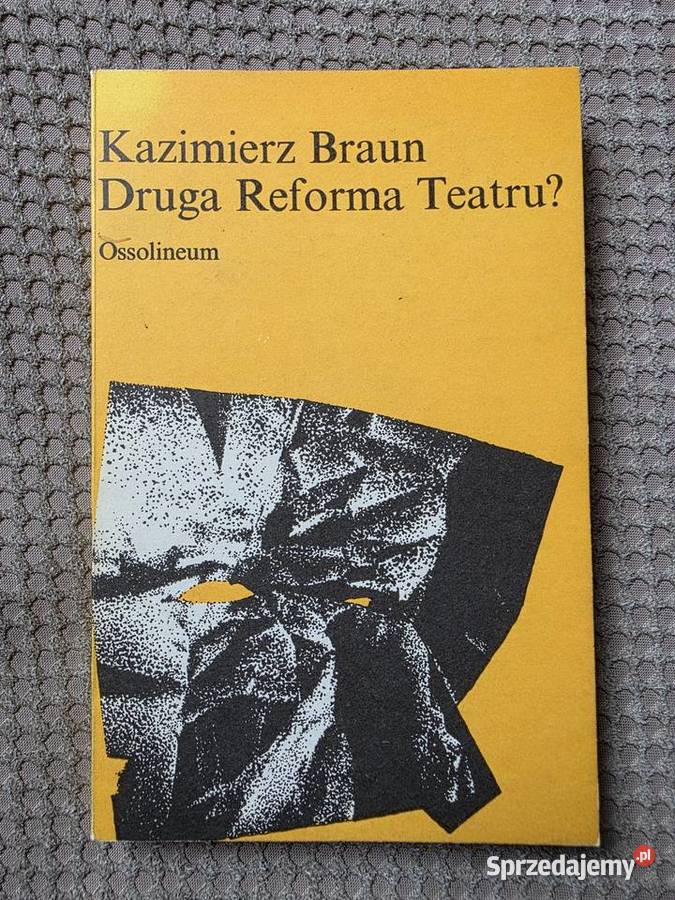 Kazimierz Braun
Druga Reforma Teatru?
Ossolineum
Sprzedajemy.pl